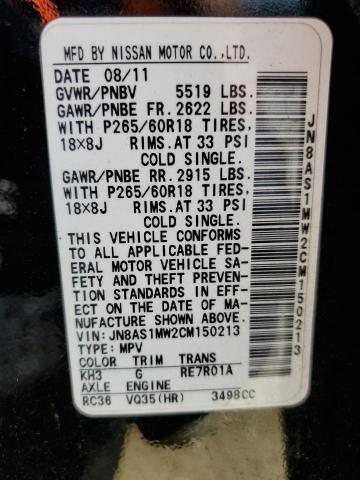 MFD BY NISSAN MOTOR CO.,LTD.
DATE 08/11
GVWR/PNBV 5519 LBS.
GAWR/PNBE FR. 2622 LBS.
WITH P265/60R18 TIRES,
18X8J RIMS.AT 33 PSI
COLD SINGLE.
GAWR/PNBE RR. 2915 LBS.
WITH P265/60R18 TIRES,
18X8J RIMS.AT 33 PSI
COLD SINGLE.
THIS VEHICLE CONFORMS
TO ALL APPLICABLE FED-
ERAL MOTOR VEHICLE SA-
FETY AND THEFT PREVEN-
TION STANDARDS IN EFF-
ECT ON THE DATE OF MA-
NUFACTURE SHOWN ABOVE.
VIN:JN8AS1MW2CM150213
TYPE:MPV
COLOR TRIM TRANS
KH3 G RE7R01A
AXLE ENGINE
RC36 VQ35(HR) 3498CC
JN8AS1MW2CM150213